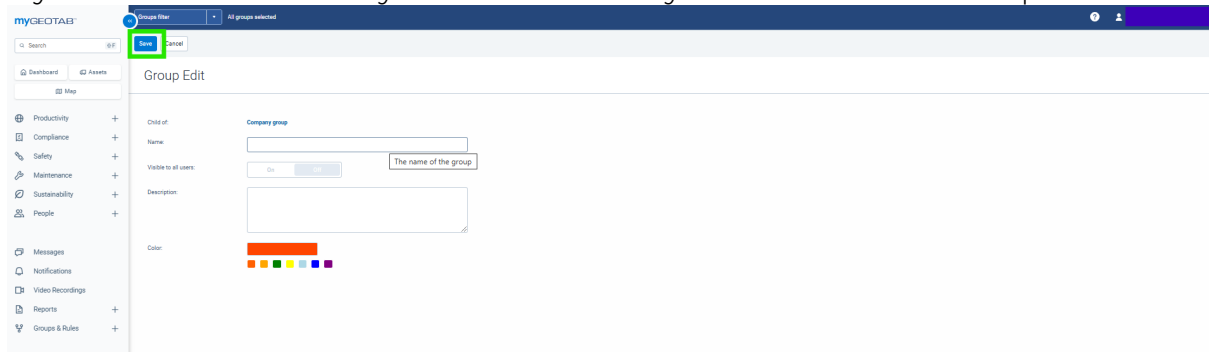 myGEOTAB
Groups filter
All groups selected
Search
Save
Cancel
Dashboard
Assets
Map
Group Edit
Productivity
Compliance
Safety
Maintenance
Sustainability
People
Messages
Notifications
Video Recordings
Reports
Groups & Rules
Child of:
Company group
Name:
The name of the group
Visible to all users:
On
Off
Description:
Color: